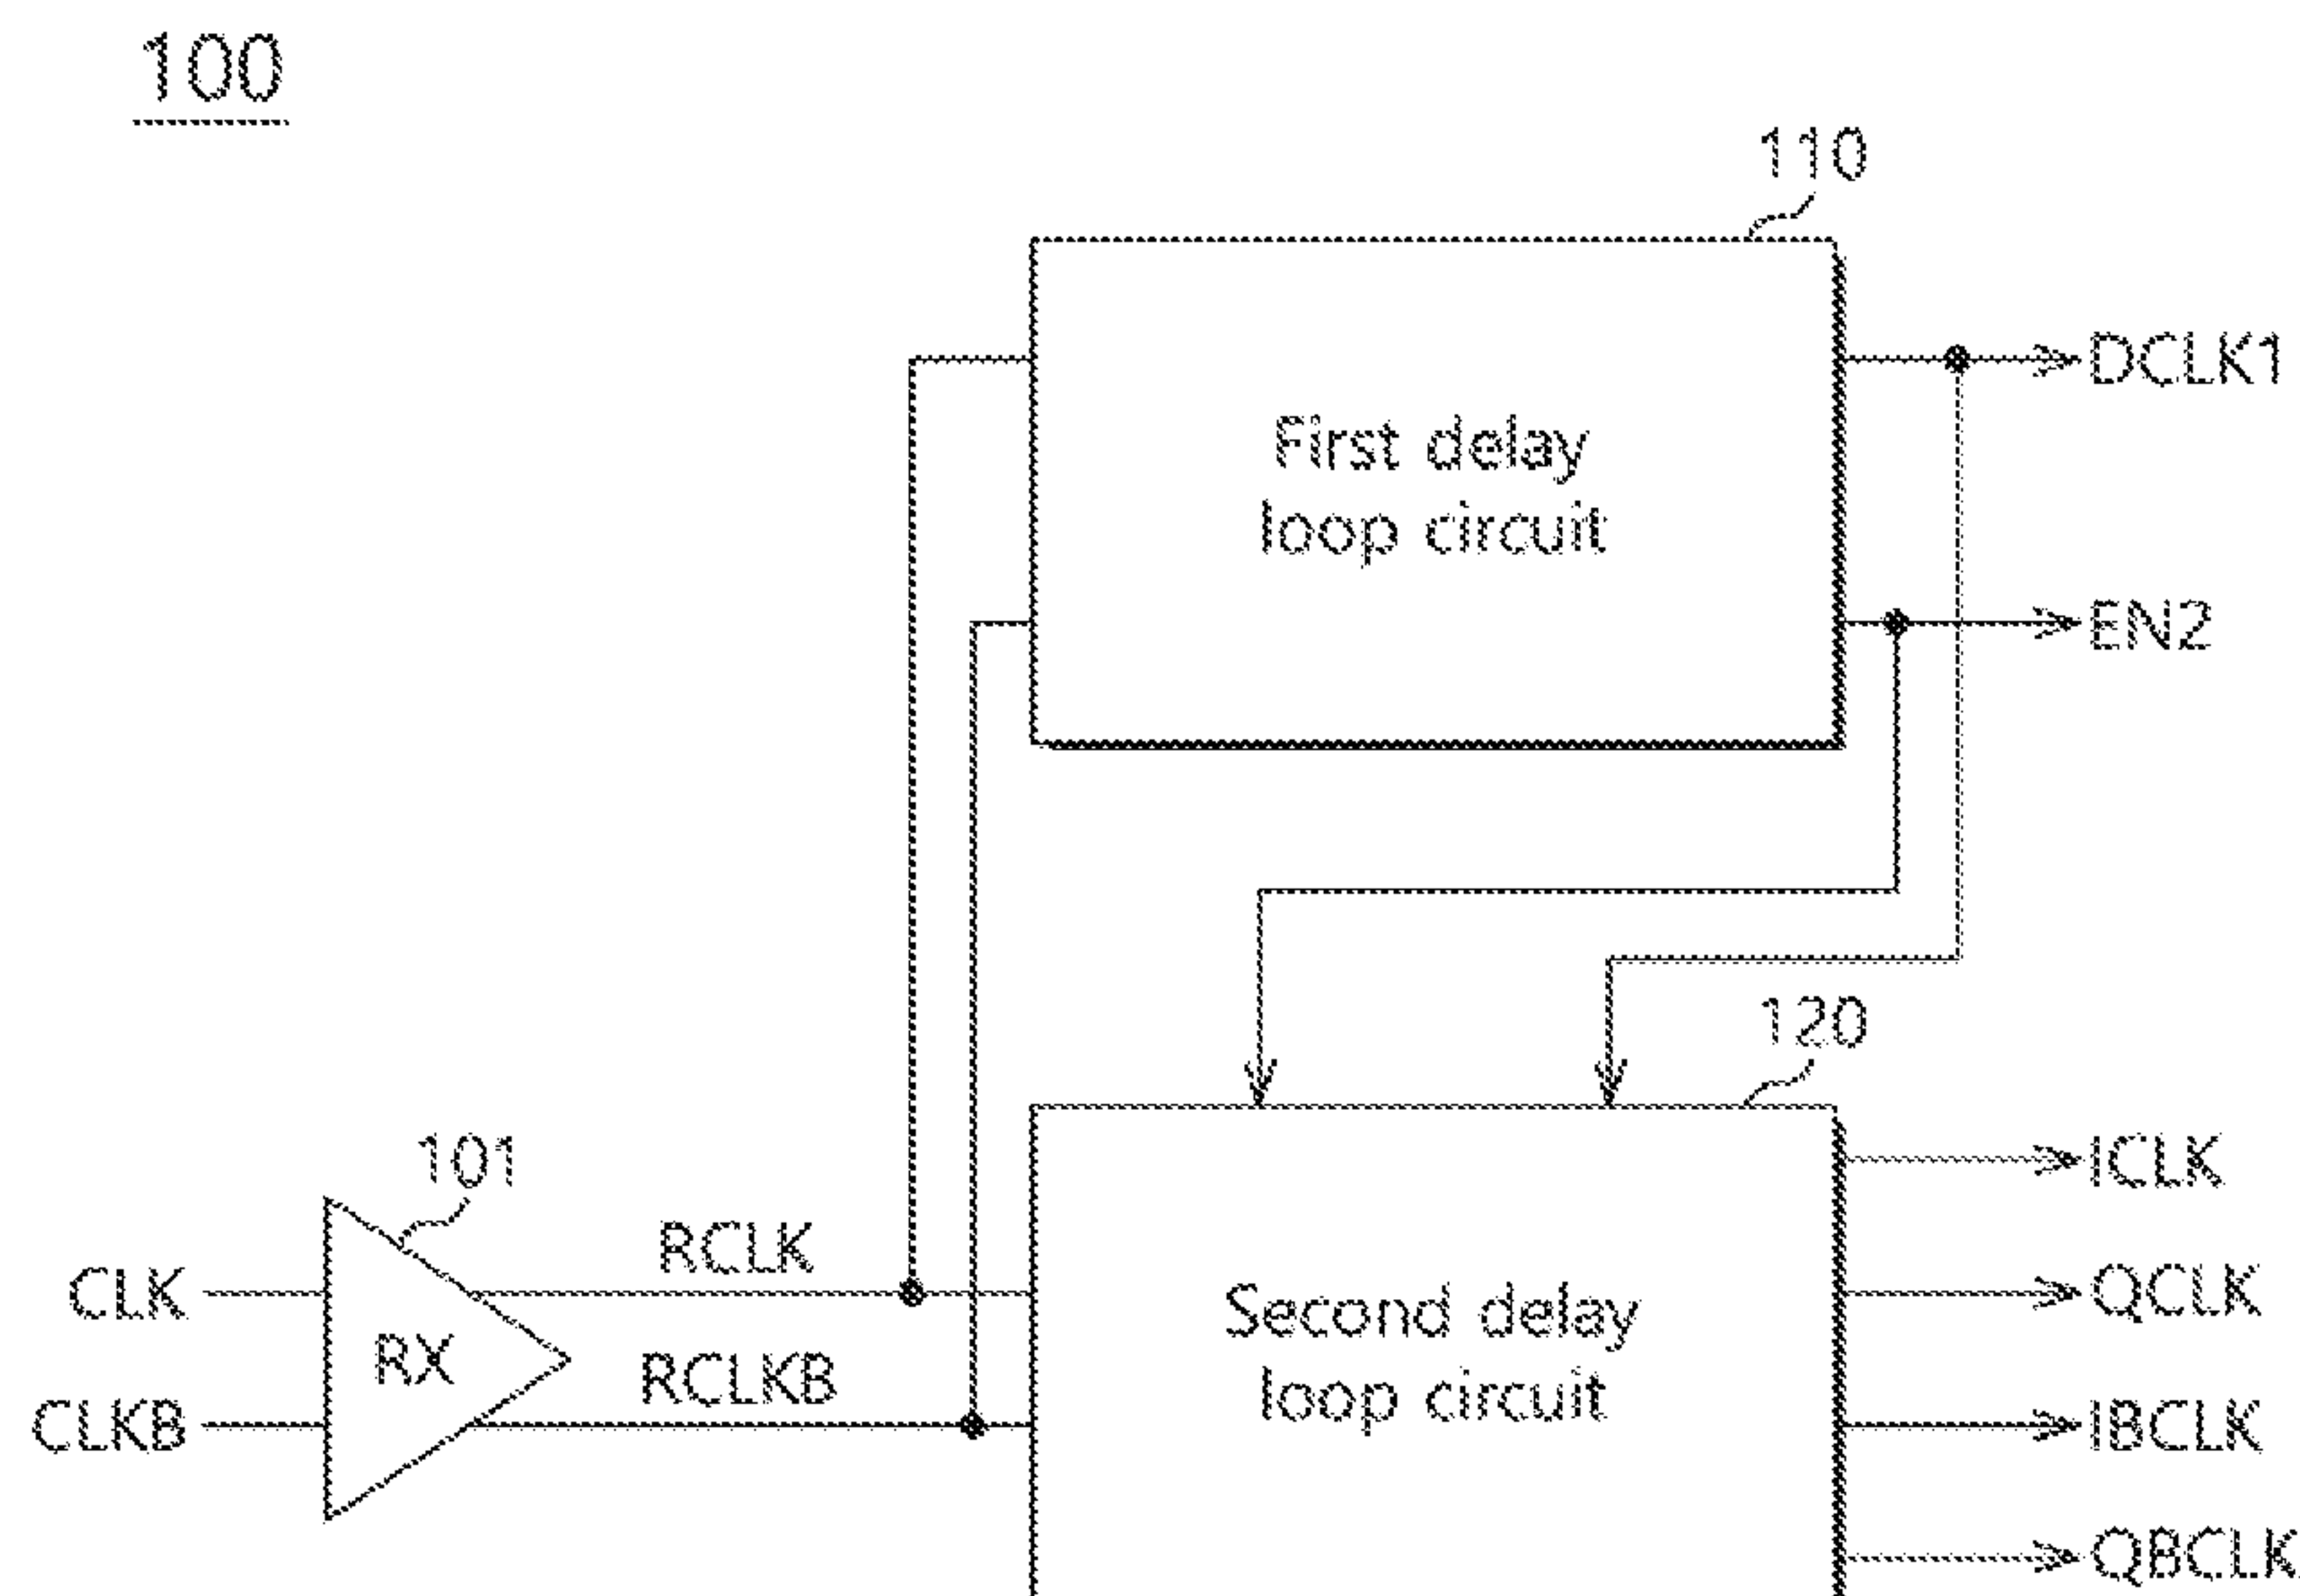 100
110
DCLK1
First delay
loop circuit
EN2
120
ICLK
101
RCLK
CLK
QCLK
Second delay
RX
RCLKB
loop circuit
CLKB
IBCLK
QBCLK